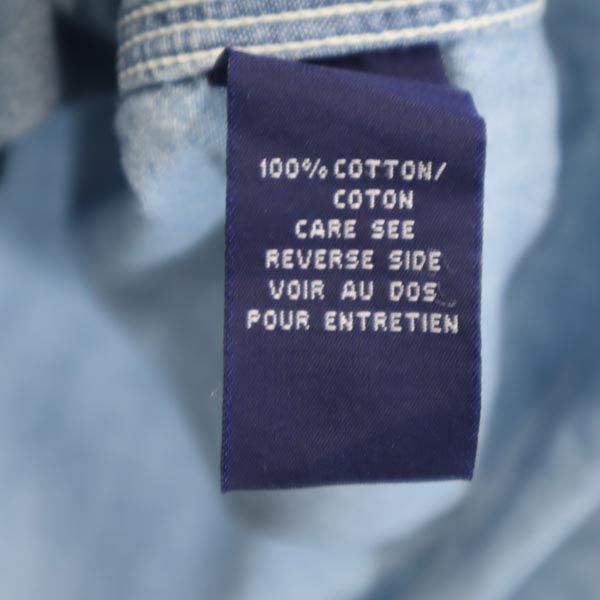 100% COTTON/
COTON
CARE SEE
REVERSE SIDE
VOIR AU DOS
POUR ENTRETIEN